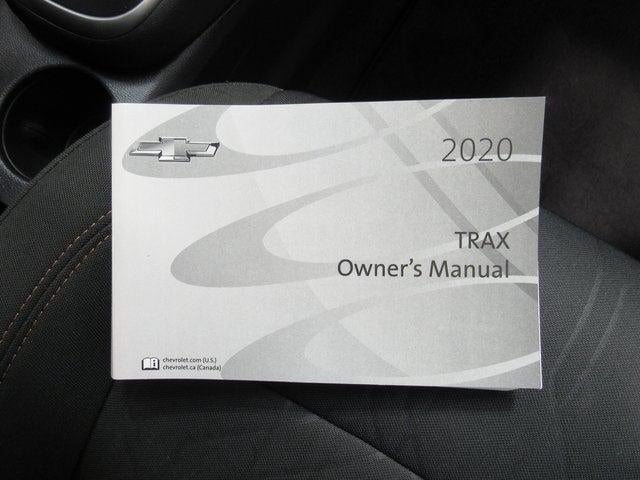 2020
TRAX
Owner's Manual
chevrolet.com (U.S.)
chevrolet.ca (Canada)